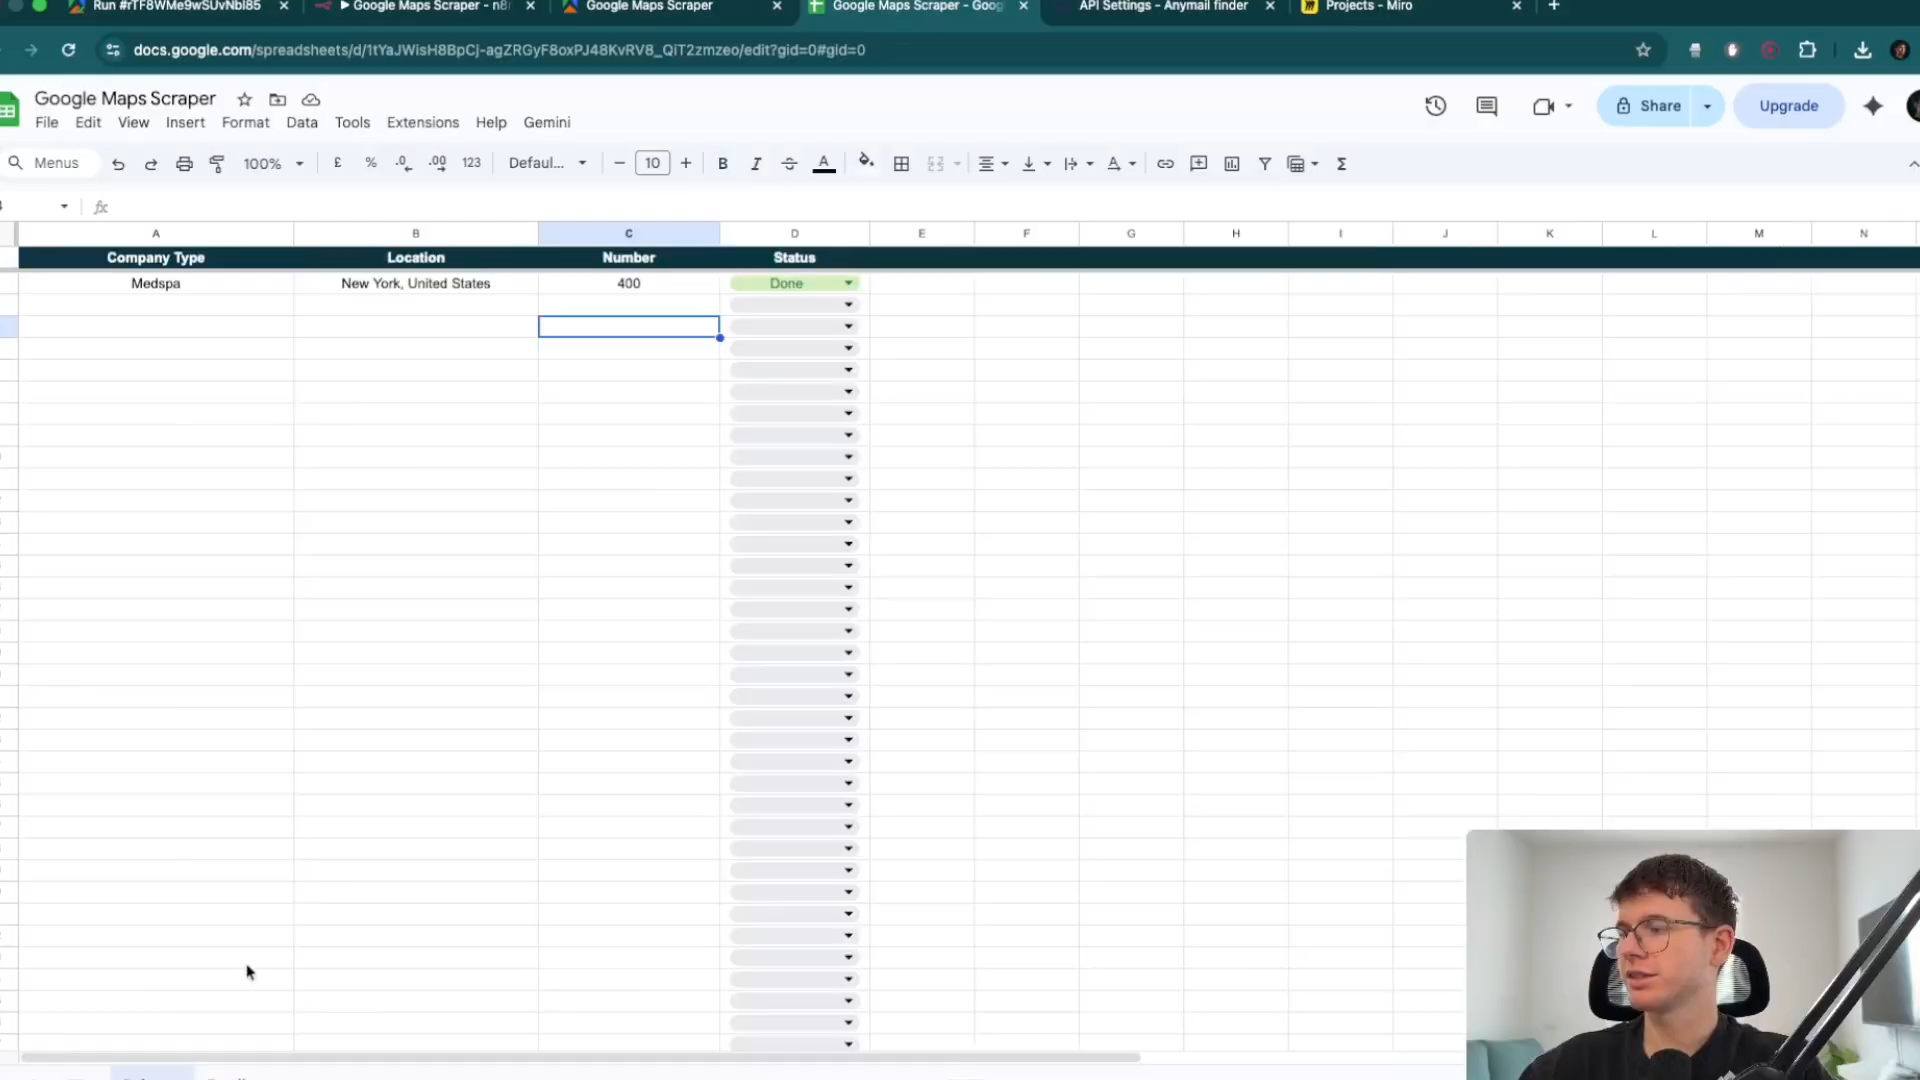 Run #rTF8WMe9wSUvNbl85
Google Maps Scraper - n8
Google Maps Scraper
Google Maps Scraper - Goog
API Settings - Anymail finder
Projects - Miro
docs.google.com/spreadsheets/d/1tYaJWisH8BpCj-agZRGyF8oxPJ48KvRV8_QiT2zmzeo/edit?gid=0#gid=0
Google Maps Scraper
File Edit View Insert Format Data Tools Extensions Help Gemini
Share
Upgrade
Menus 100% £ % .0 .00 123 Defaul... 10 B I A Σ
fx
A B C D E F G H I J K L M N
Company Type Location Number Status
Medspa New York, United States 400 Done